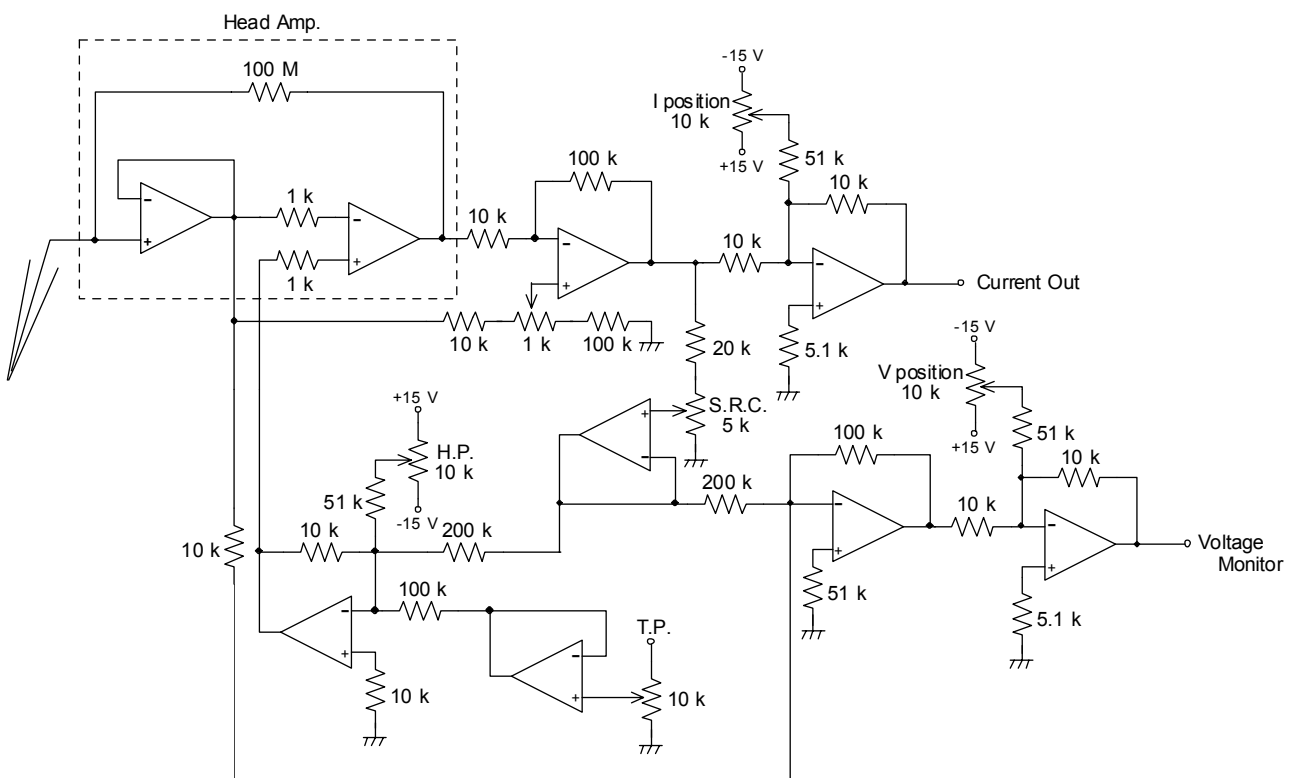 Head Amp.
100 M
-15 V
I position
10 k
+15 V
51 k
100 k
10 k
1 k
10 k
10 k
1 k
Current Out
10 k
1 k
100 k
20 k
5.1 k
-15 V
V position
10 k
+15 V
51 k
+15 V
H.P.
10 k
-15 V
S.R.C.
5 k
100 k
10 k
51 k
200 k
10 k
10 k
10 k
200 k
Voltage
Monitor
51 k
100 k
T.P.
5.1 k
10 k
10 k